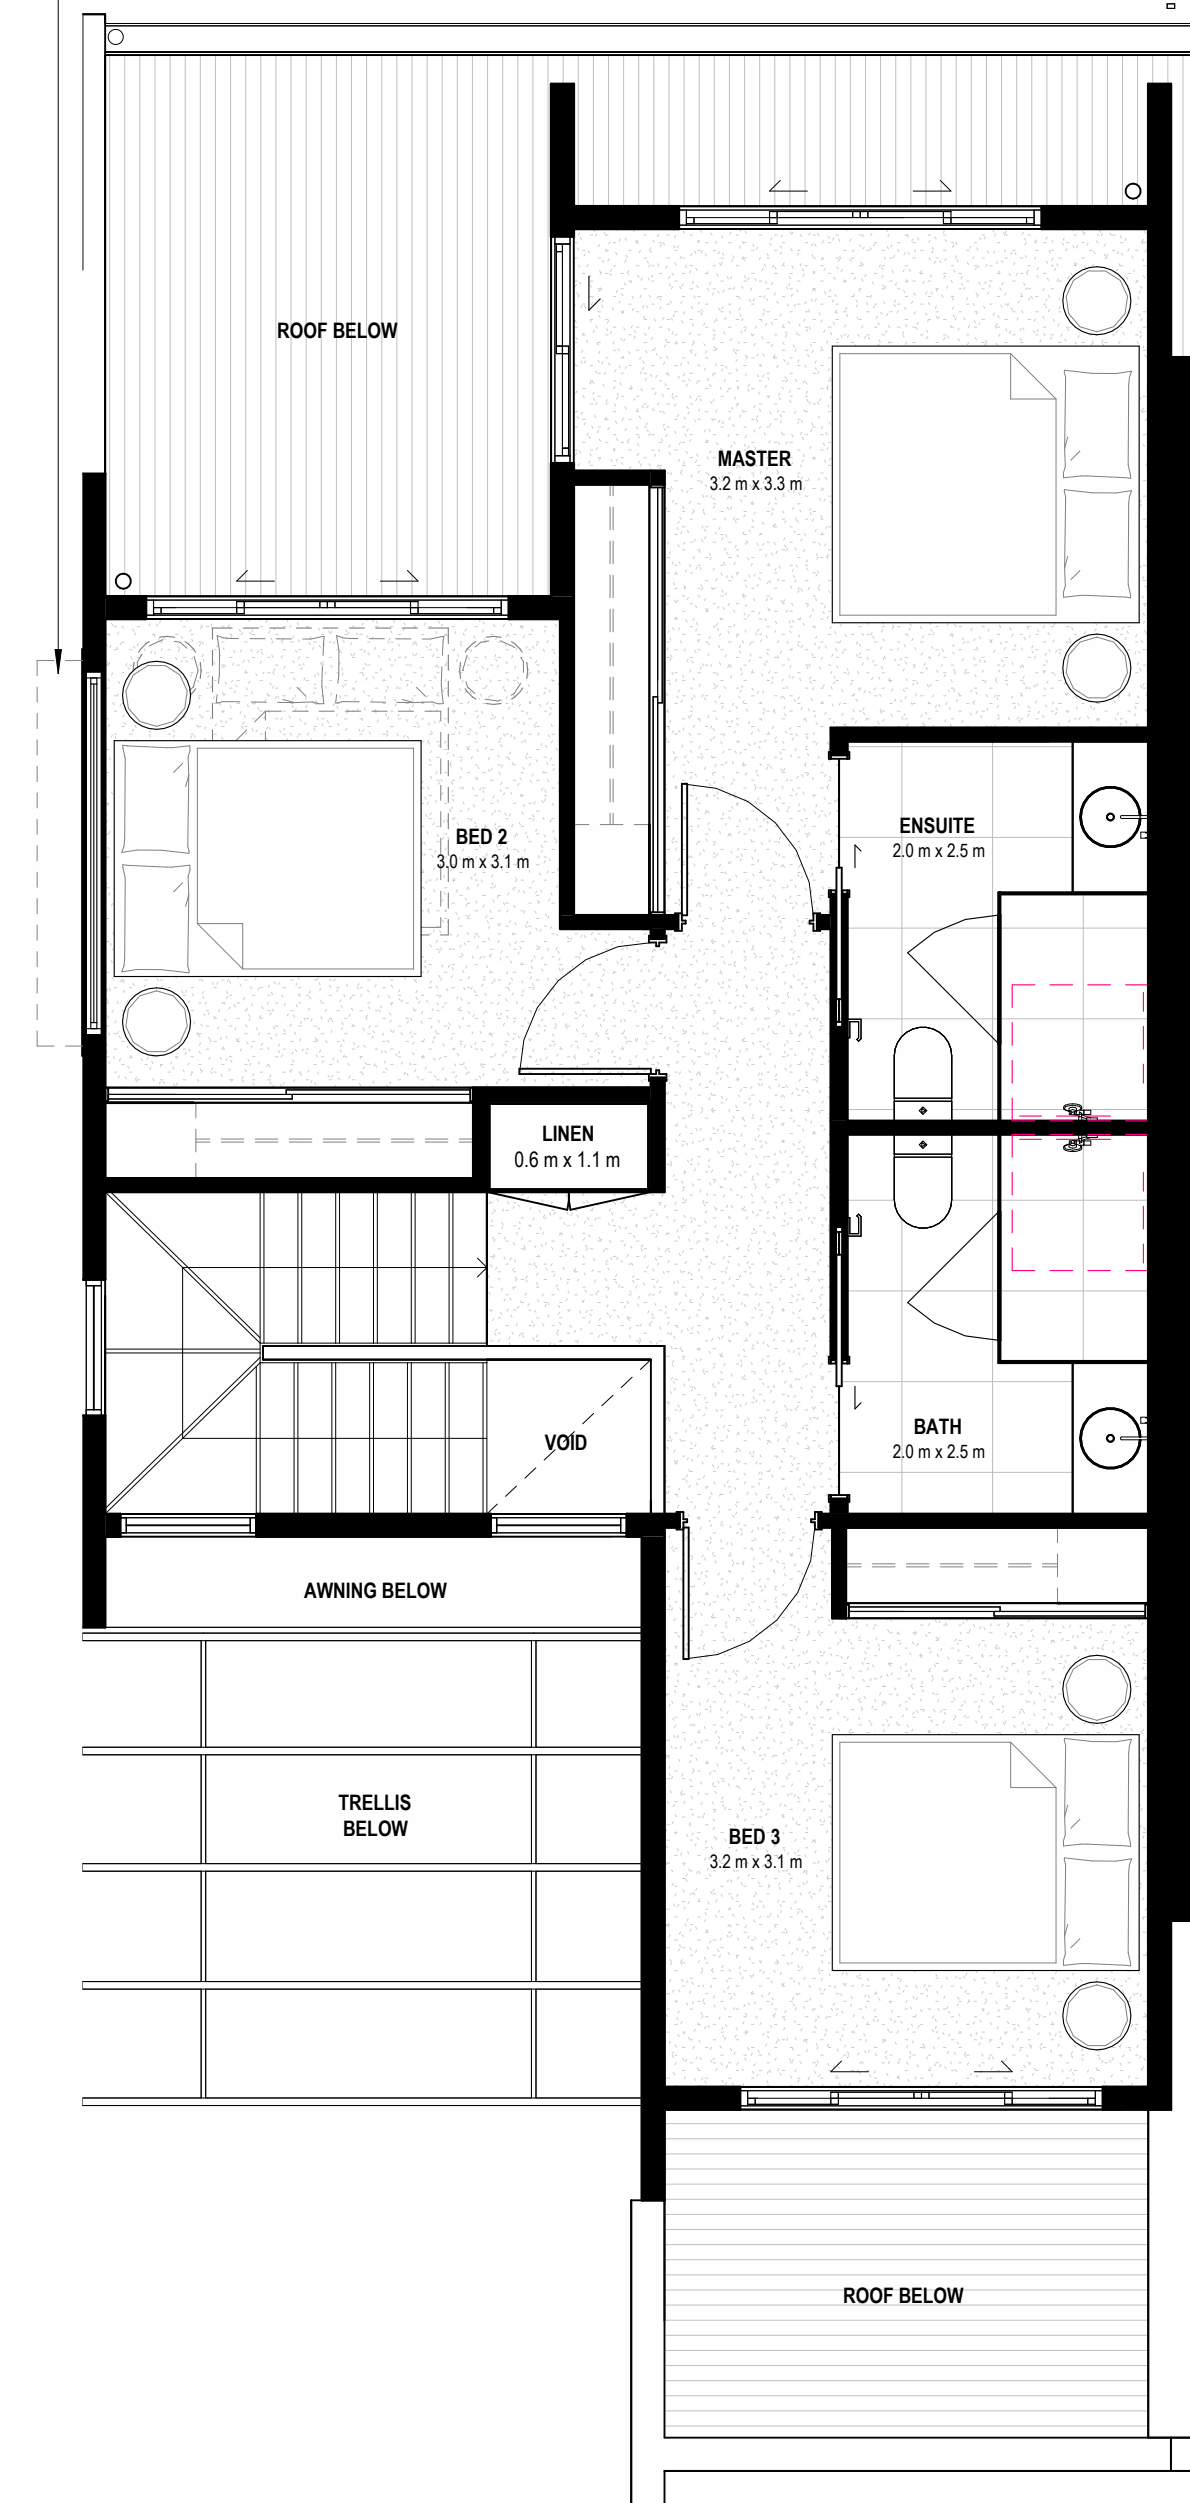 ROOF BELOW
MASTER
3.2 m x 3.3 m
ENSUITE
2.0 m x 2.5 m
BED 2
3.0 m x 3.1 m
LINEN
0.6 m x 1.1 m
VOID
BATH
2.0 m x 2.5 m
AWNING BELOW
TRELLIS
BELOW
BED 3
3.2 m x 3.1 m
ROOF BELOW